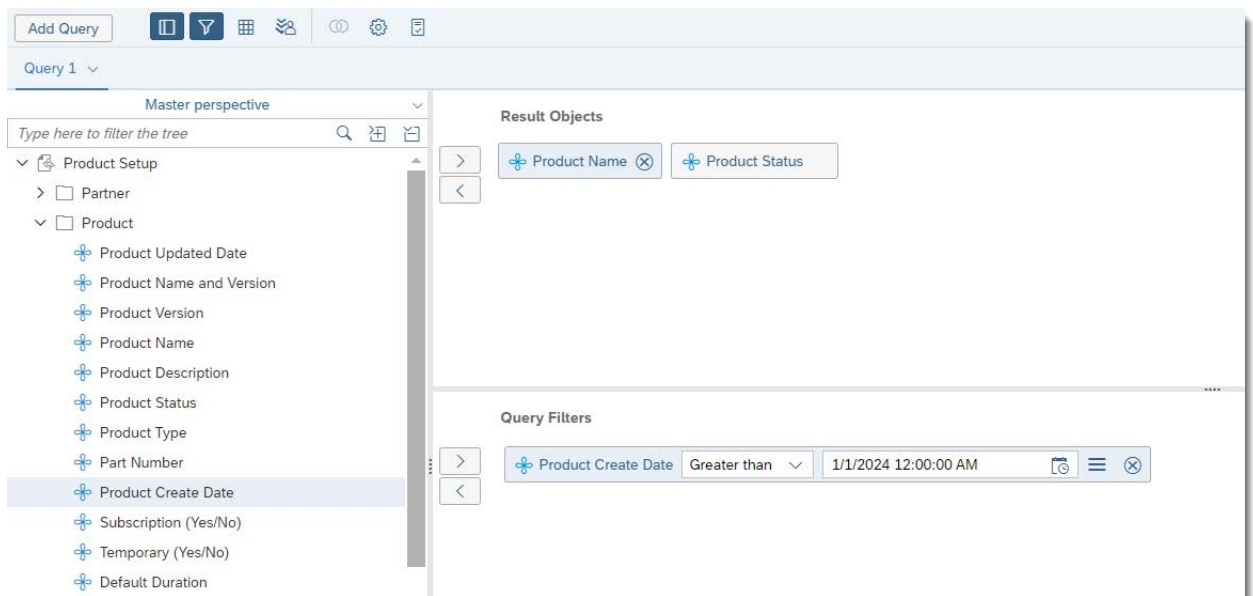 Add Query
Query 1
Master perspective
Type here to filter the tree
Product Setup
Partner
Product
Product Updated Date
Product Name and Version
Product Version
Product Name
Product Description
Product Status
Product Type
Part Number
Product Create Date
Subscription (Yes/No)
Temporary (Yes/No)
Default Duration
Result Objects
Product Name Product Status
Query Filters
Product Create Date Greater than 1/1/2024 12:00:00 AM